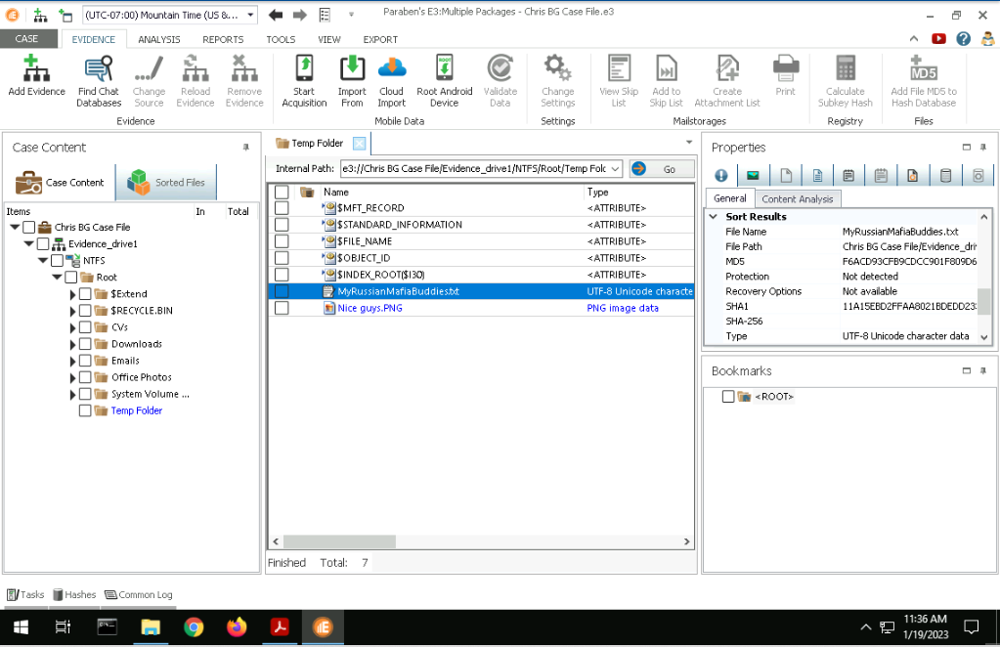 (UTC-07:00) Mountain Time (US &...
Paraben's E3:Multiple Packages - Chris BG Case File.e3
CASE
EVIDENCE
ANALYSIS
REPORTS
TOOLS
VIEW
EXPORT
Add Evidence
Find Chat Databases
Change Source
Reload Evidence
Remove Evidence
Start Acquisition
Import From
Cloud Import
Root Android Device
Validate Data
Change Settings
View Skip List
Add to Skip List
Create Attachment List
Print
Calculate Subkey Hash
Add File MD5 to Hash Database
Evidence
Mobile Data
Settings
Mailstorages
Registry
Files
Case Content
Case Content
Sorted Files
Items In Total
Chris BG Case File
Evidence_drive1
NTFS
Root
$Extend
$RECYCLE.BIN
CVs
Downloads
Emails
Office Photos
System Volume ...
Temp Folder
Temp Folder
Internal Path: e3://Chris BG Case File/Evidence_drive1/NTFS/Root/Temp Folc
Go
Name Type
$MFT_RECORD <ATTRIBUTE>
$STANDARD_INFORMATION <ATTRIBUTE>
$FILE_NAME <ATTRIBUTE>
$OBJECT_ID <ATTRIBUTE>
$INDEX_ROOT($I30) <ATTRIBUTE>
MyRussianMafiaBuddies.txt UTF-8 Unicode characte
Nice guys.PNG PNG image data
Finished Total: 7
Properties
General
Content Analysis
Sort Results
File Name MyRussianMafiaBuddies.txt
File Path Chris BG Case File/Evidence_dri
MD5 F6ACD93CFB9CDCC901F809D6
Protection Not detected
Recovery Options Not available
SHA1 11A15EBD2FFAA8021BDEDD23
SHA-256
Type UTF-8 Unicode character data
Bookmarks
<ROOT>
Tasks
Hashes
Common Log
11:36 AM
1/19/2023